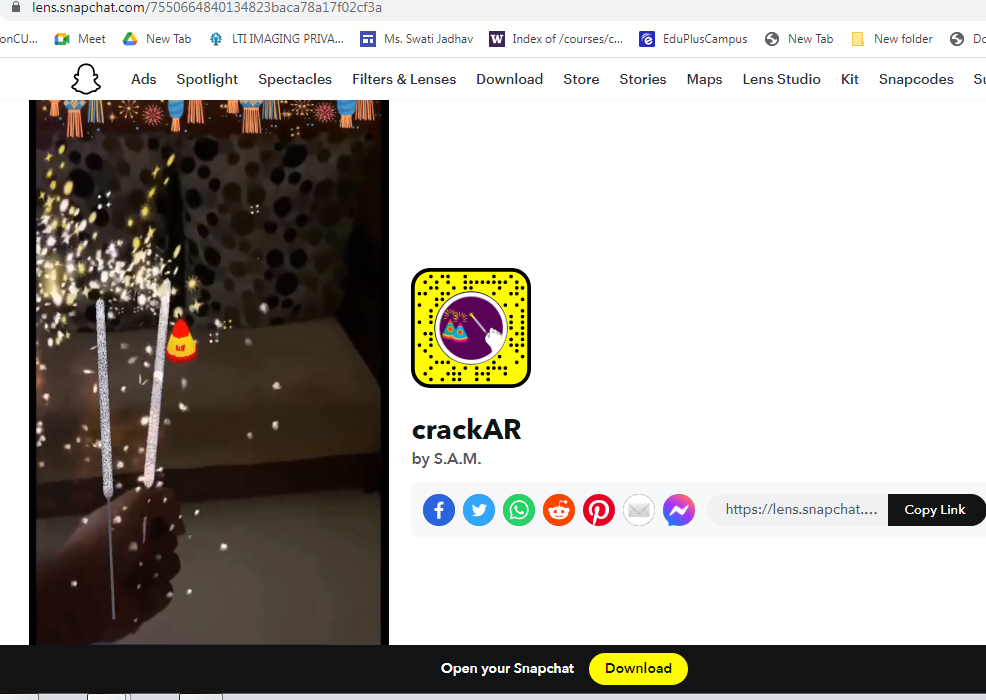 lens.snapchat.com/7550664840134823baca78a17f02cf3a
onCU... Meet New Tab LTI IMAGING PRIVA... Ms. Swati Jadhav W Index of /courses/c... EduPlusCampus New Tab New folder Do
Ads Spotlight Spectacles Filters & Lenses Download Store Stories Maps Lens Studio Kit Snapcodes Su
crackAR
by S.A.M.
https://lens.snapchat.... Copy Link
Open your Snapchat Download